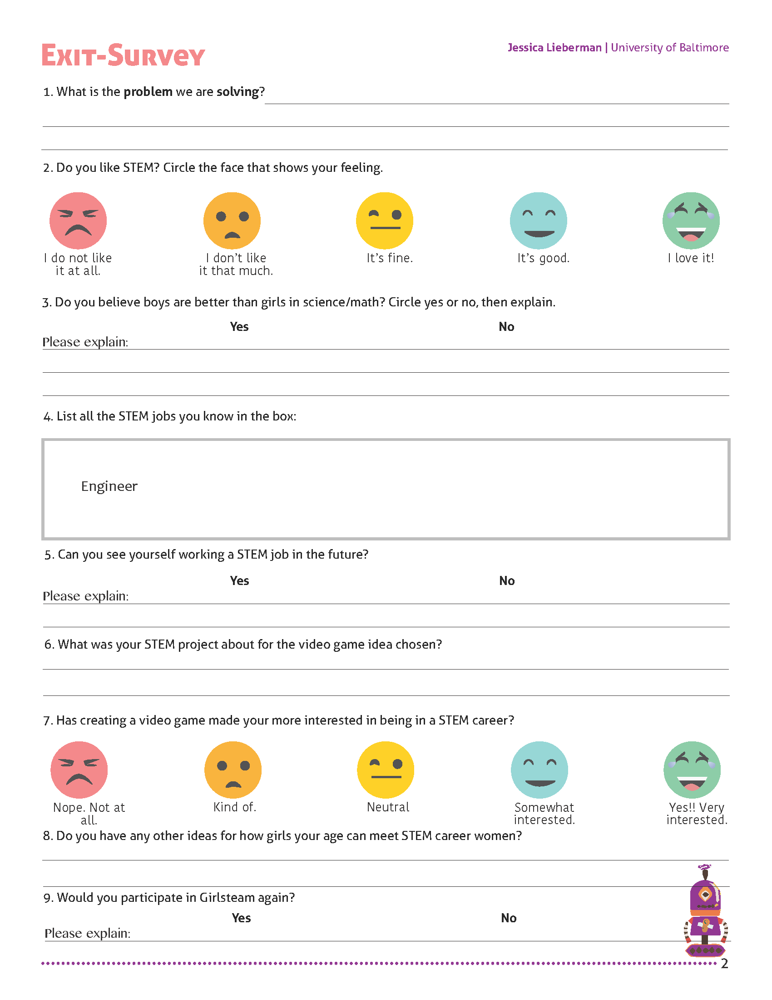 Exit-Survey
Jessica Lieberman | University of Baltimore
1. What is the problem we are solving?
2. Do you like STEM? Circle the face that shows your feeling.
I do not like
it at all.
I don't like
it that much.
It's fine.
It's good.
I love it!
3. Do you believe boys are better than girls in science/math? Circle yes or no, then explain.
Yes No
Please explain:
4. List all the STEM jobs you know in the box:
Engineer
5. Can you see yourself working a STEM job in the future?
Yes No
Please explain:
6. What was your STEM project about for the video game idea chosen?
7. Has creating a video game made your more interested in being in a STEM career?
Nope. Not at
all.
Kind of.
Neutral
Somewhat
interested.
Yes!! Very
interested.
8. Do you have any other ideas for how girls your age can meet STEM career women?
9. Would you participate in Girlsteam again?
Yes No
Please explain:
2